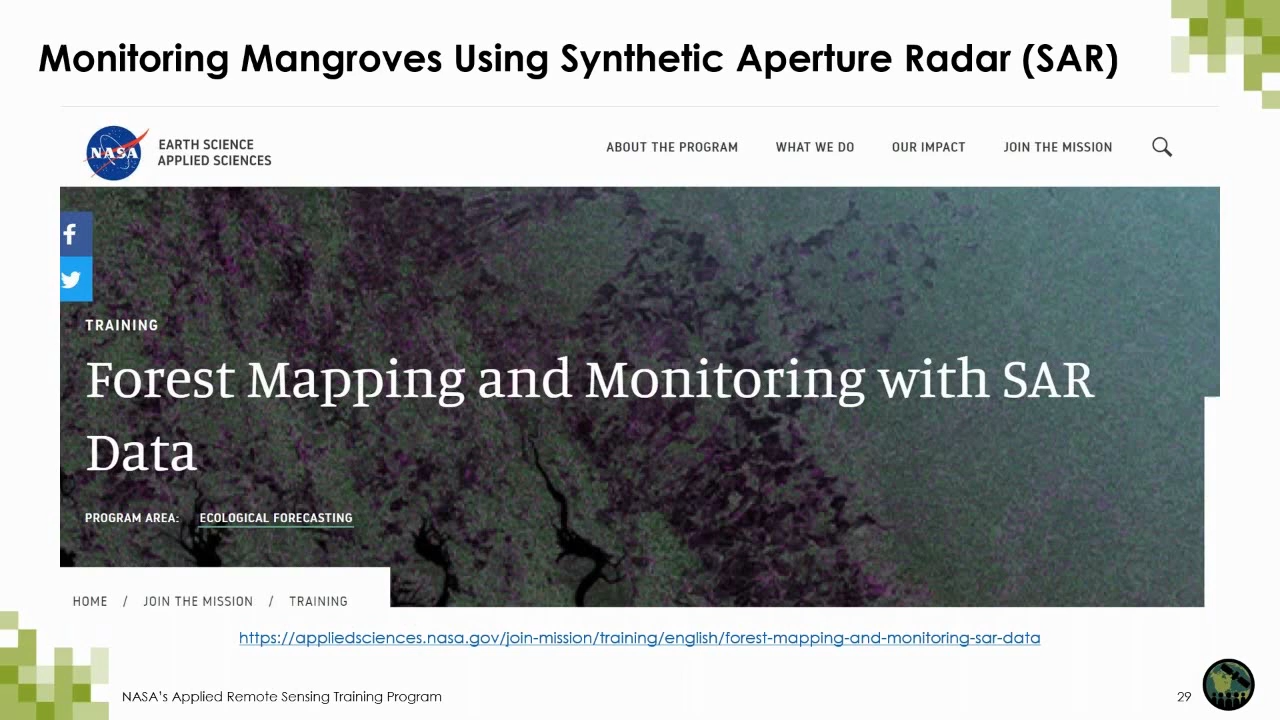 Monitoring Mangroves Using Synthetic Aperture Radar (SAR)
NASA
EARTH SCIENCE
APPLIED SCIENCES
ABOUT THE PROGRAM
WHAT WE DO
OUR IMPACT
JOIN THE MISSION
f
TRAINING
Forest Mapping and Monitoring with SAR
Data
PROGRAM AREA: ECOLOGICAL FORECASTING
HOME / JOIN THE MISSION / TRAINING
https://appliedsciences.nasa.gov/join-mission/training/english/forest-mapping-and-monitoring-sar-data
NASA's Applied Remote Sensing Training Program
29